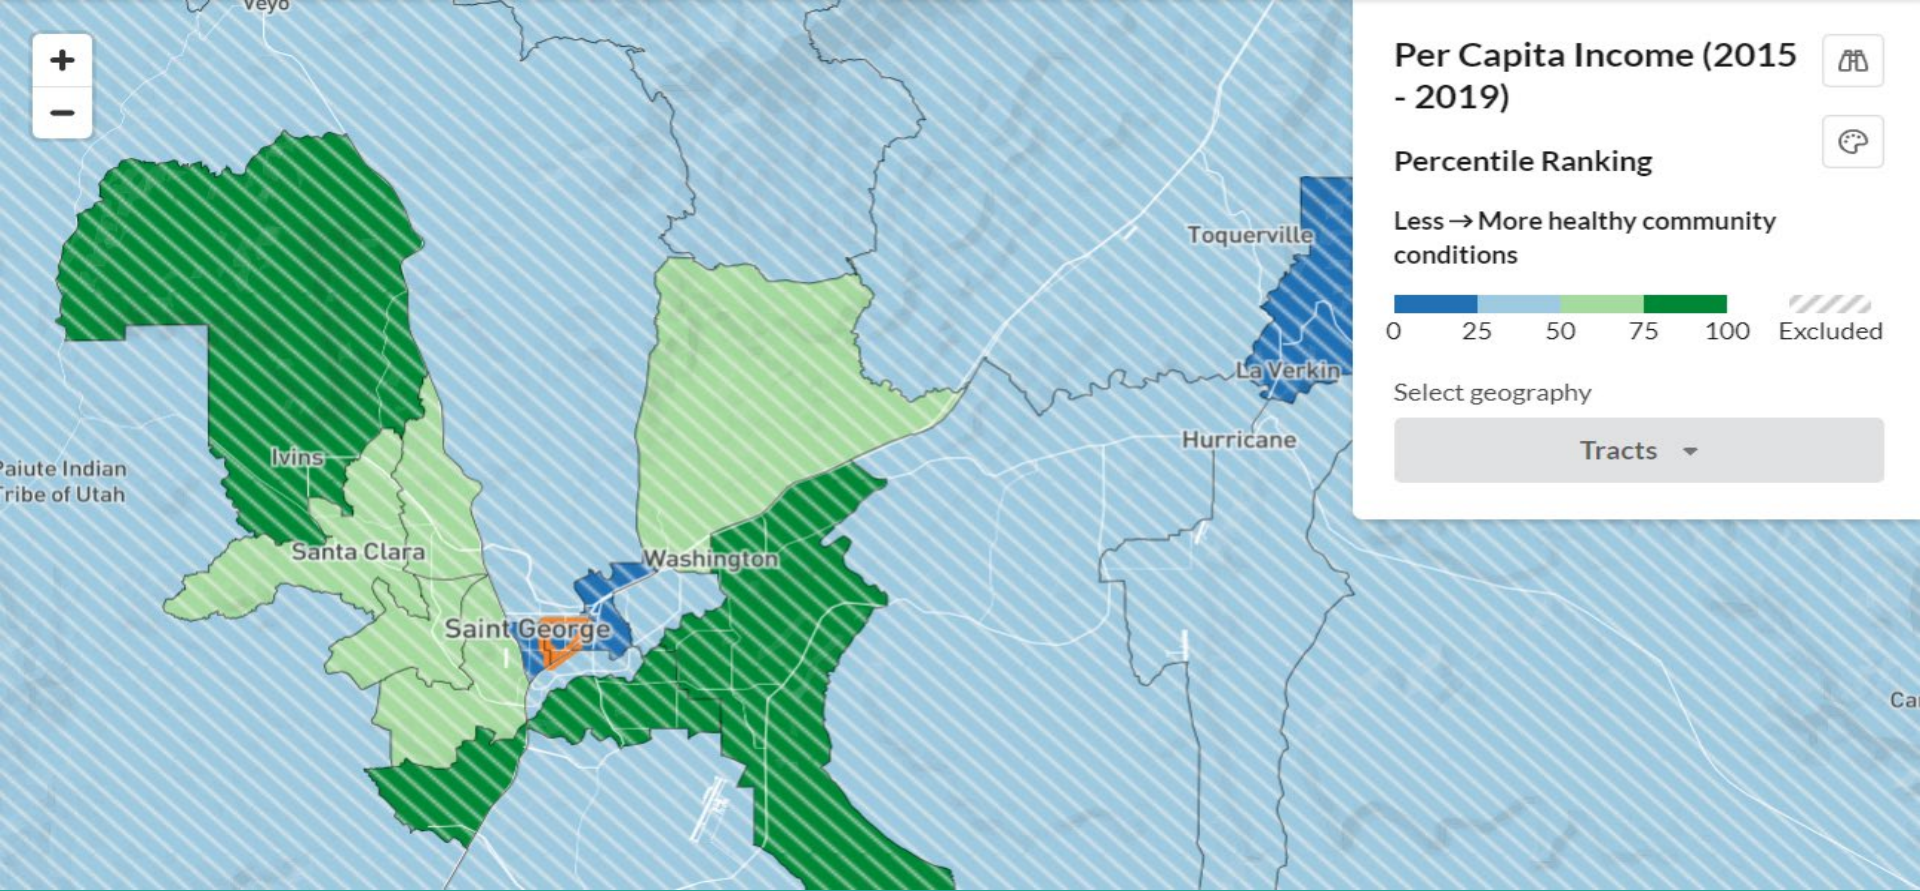 Veyo
+
−
Per Capita Income (2015
- 2019)
Percentile Ranking
Less → More healthy community
conditions
0 25 50 75 100 Excluded
Select geography
Tracts
Toquerville
La Verkin
Hurricane
Ivins
Paiute Indian
Tribe of Utah
Santa Clara
Washington
Saint George
Ca